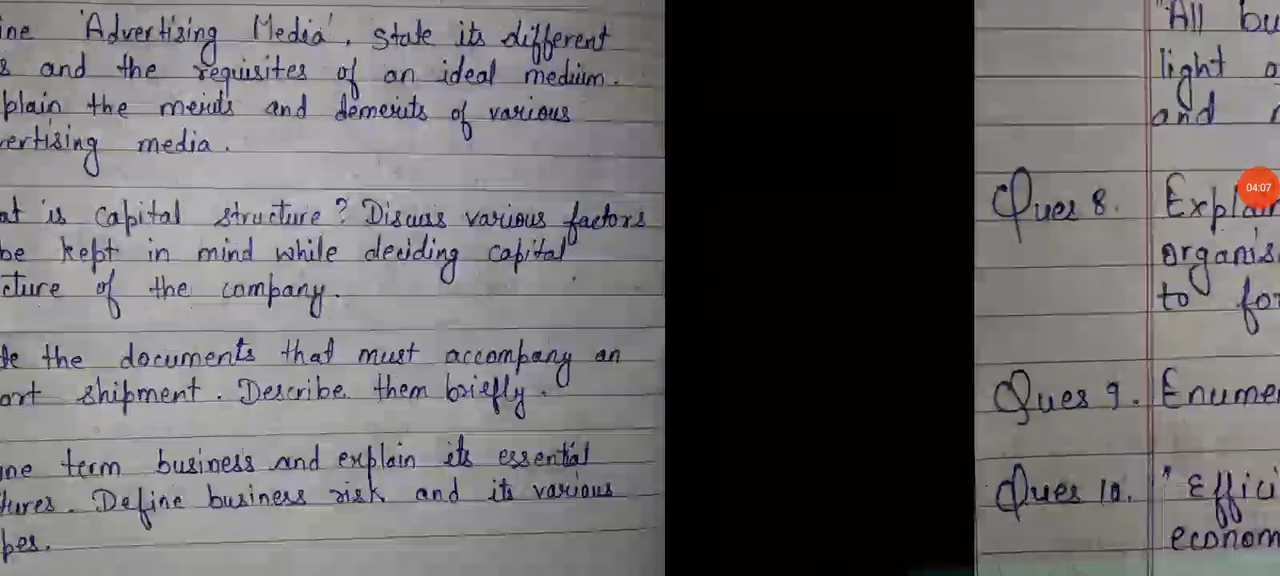 ine 'Advertising Media'. State its different
s and the requisites of an ideal medium.
plain the merits and demerits of various
ertising media.
at is capital structure? Discuss various factors
be kept in mind while deciding capital
cture of the company.
te the documents that must accompany an
ort shipment. Describe them briefly.
ine term business and explain its essential
tures. Define business risk and its various
pes.
"All bu
light o
and
04:07
Ques 8. Explain
organis
to for
Ques 9. Enume
Ques 10. "Effici
econom